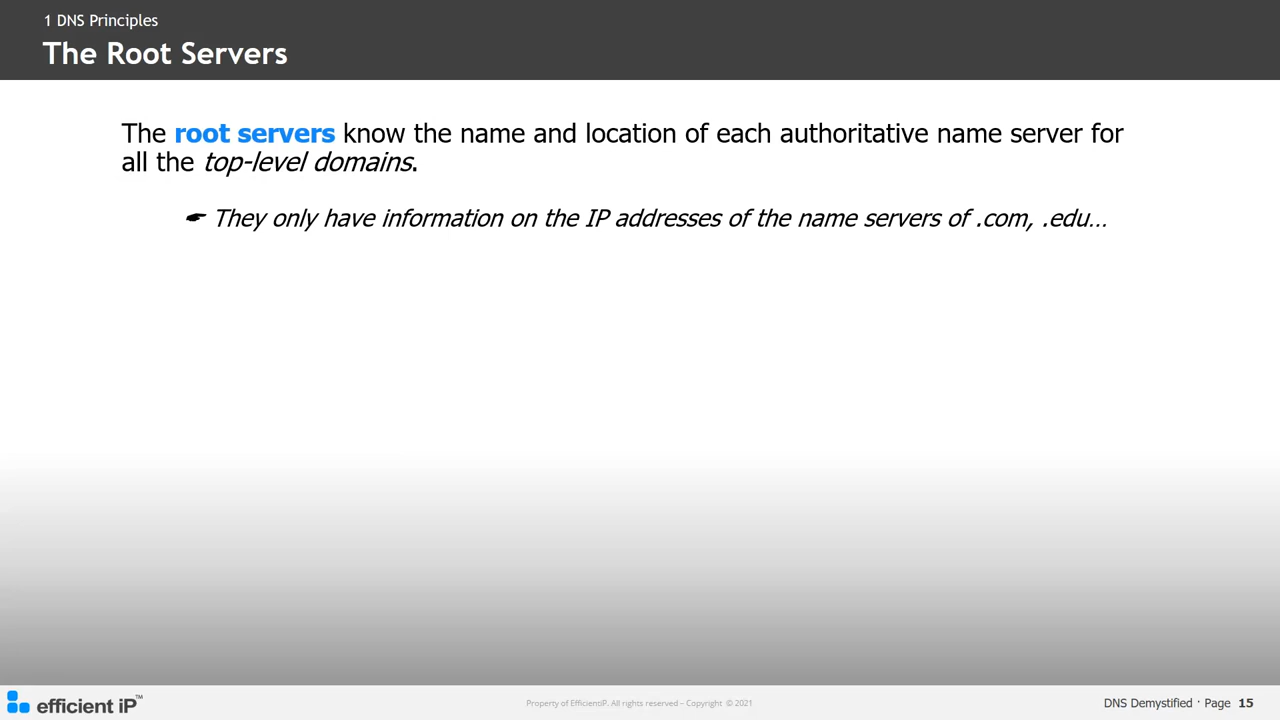 1 DNS Principles
The Root Servers
The root servers know the name and location of each authoritative name server for
all the top-level domains.
☛ They only have information on the IP addresses of the name servers of .com, .edu…
efficient iP™
Property of EfficientiP. All rights reserved – Copyright © 2021
DNS Demystified · Page 15